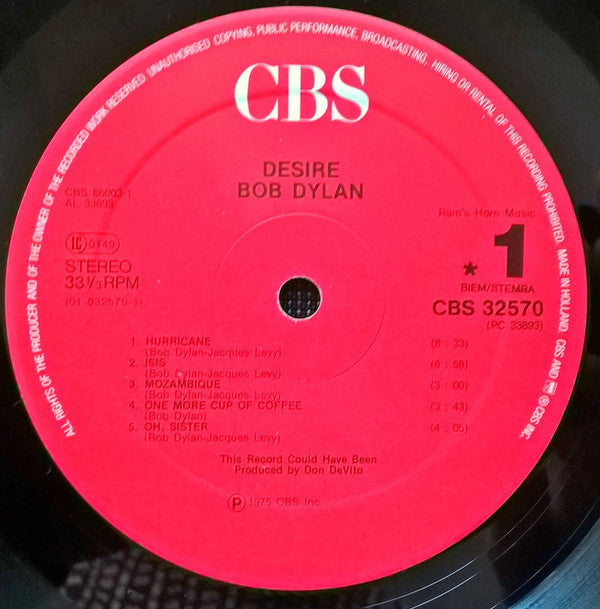 ALL RIGHTS OF THE PRODUCER AND OF THE OWNER OF THE RECORDED WORK RESERVED. UNAUTHORISED COPYING, PUBLIC PERFORMANCE, BROADCASTING, HIRING OR RENTAL OF THIS RECORDING PROHIBITED. MADE IN HOLLAND. CBS AND ® CBS INC.
CBS
DESIRE
BOB DYLAN
CBS 86003-1
AL 33893
Ram's Horn Music
IC 0149
STEREO
33⅓ RPM
(01-032570-1)
* 1
BIEM/STEMRA
CBS 32570
(PC 33893)
1. HURRICANE (8 : 33)
(Bob Dylan-Jacques Levy)
2. ISIS (6 : 58)
(Bob Dylan-Jacques Levy)
3. MOZAMBIQUE (3 : 00)
(Bob Dylan-Jacques Levy)
4. ONE MORE CUP OF COFFEE (3 : 43)
(Bob Dylan)
5. OH, SISTER (4 : 05)
(Bob Dylan-Jacques Levy)
This Record Could Have Been
Produced by Don DeVito
℗ 1975 CBS Inc